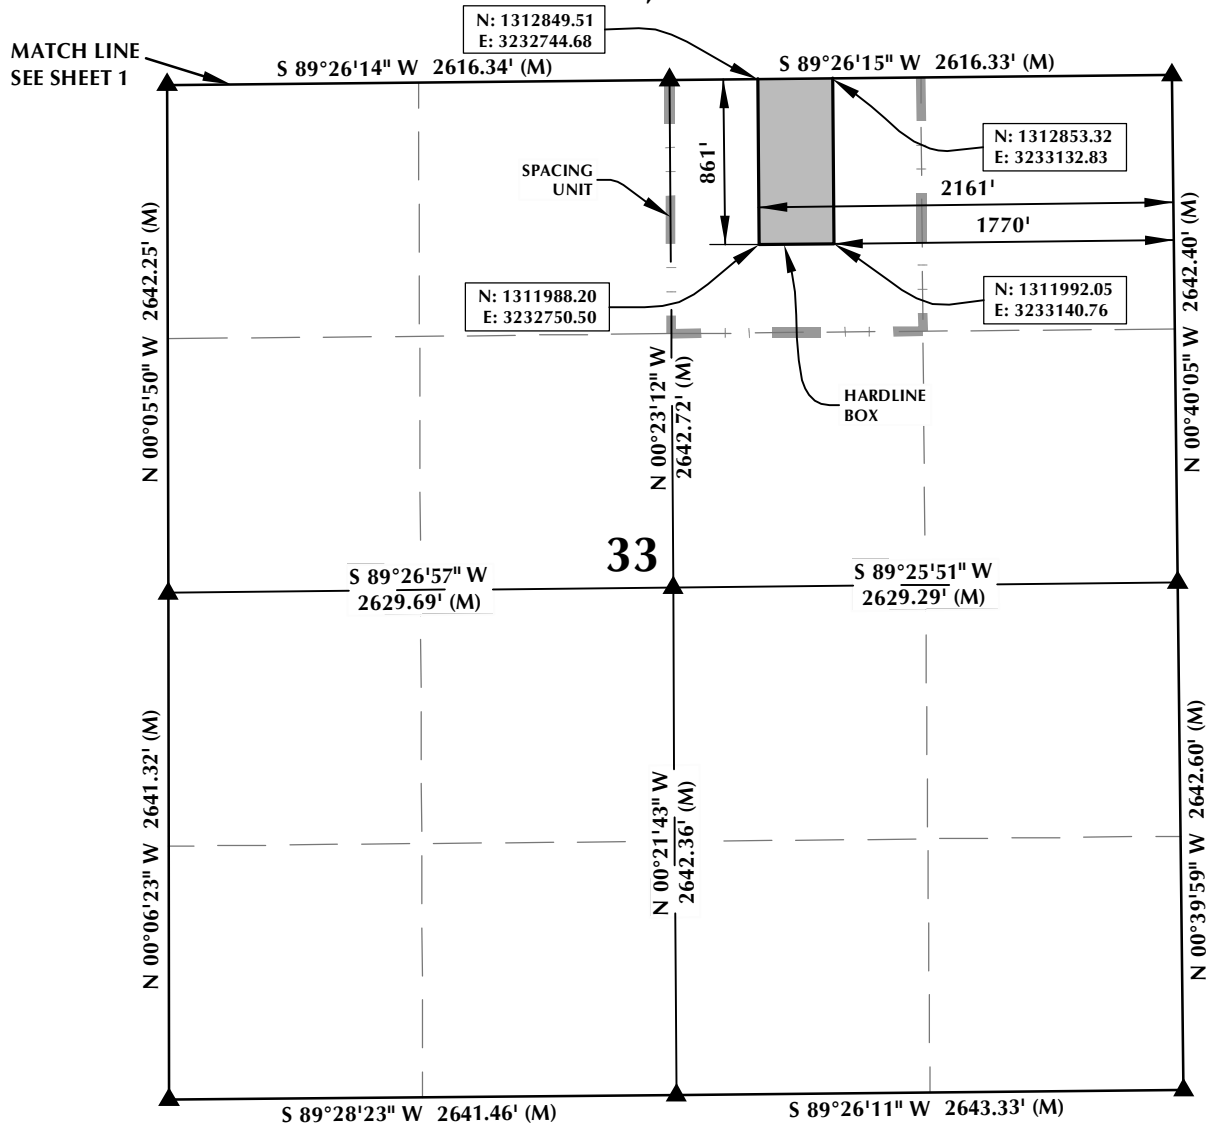 N: 1312849.51
E: 3232744.68
MATCH LINE
SEE SHEET 1
S 89°26'14" W 2616.34' (M)
S 89°26'15" W 2616.33' (M)
N: 1312853.32
E: 3233132.83
861'
SPACING
UNIT
2161'
1770'
N 00°05'50" W 2642.25' (M)
N 00°40'05" W 2642.40' (M)
N: 1311988.20
E: 3232750.50
N: 1311992.05
E: 3233140.76
N 00°23'12" W
2642.72' (M)
HARDLINE
BOX
33
S 89°26'57" W
2629.69' (M)
S 89°25'51" W
2629.29' (M)
N 00°06'23" W 2641.32' (M)
N 00°21'43" W
2642.36' (M)
N 00°39'59" W 2642.60' (M)
S 89°28'23" W 2641.46' (M)
S 89°26'11" W 2643.33' (M)